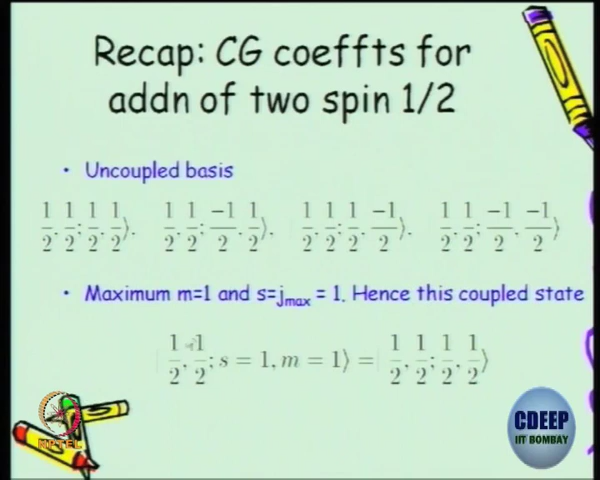 Recap: CG coeffts for
addn of two spin 1/2
• Uncoupled basis
|1/2, 1/2; 1/2, 1/2⟩, |1/2, 1/2; -1/2, 1/2⟩, |1/2, 1/2; 1/2, -1/2⟩, |1/2, 1/2; -1/2, -1/2⟩
• Maximum m=1 and s=j_max = 1. Hence this coupled state
|1/2, 1/2; s = 1, m = 1⟩ = |1/2, 1/2; 1/2, 1/2⟩
NPTEL
CDEEP
IIT BOMBAY